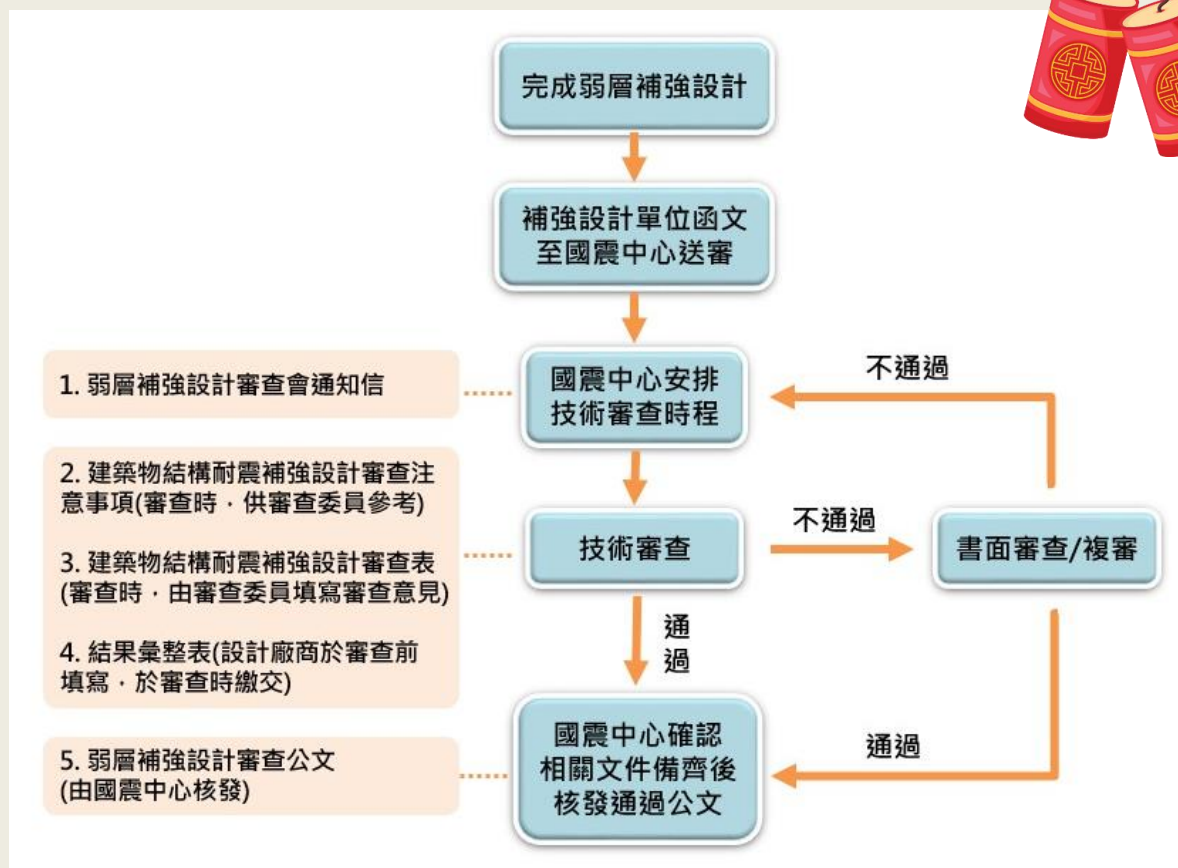 完成弱層補強設計
補強設計單位函文
至國震中心送審
國震中心安排
技術審查時程
不通過
1. 弱層補強設計審查會通知信
2. 建築物結構耐震補強設計審查注
意事項(審查時，供審查委員參考)
3. 建築物結構耐震補強設計審查表
(審查時，由審查委員填寫審查意見)
4. 結果彙整表(設計廠商於審查前
填寫，於審查時繳交)
技術審查
不通過
書面審查/複審
通
過
國震中心確認
相關文件備齊後
核發通過公文
通過
5. 弱層補強設計審查公文
(由國震中心核發)